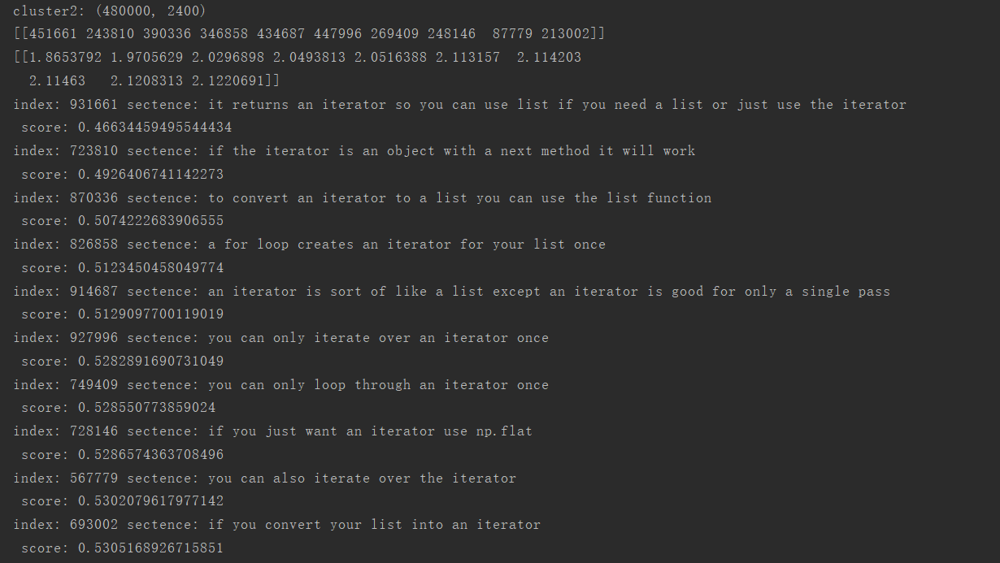 cluster2: (480000, 2400)
[[451661 243810 390336 346858 434687 447996 269409 248146  87779 213002]]
[[1.8653792 1.9705629 2.0296898 2.0493813 2.0516388 2.113157  2.114203
  2.11463   2.1208313 2.1220691]]
index: 931661 sectence: it returns an iterator so you can use list if you need a list or just use the iterator
 score: 0.46634459495544434
index: 723810 sectence: if the iterator is an object with a next method it will work
 score: 0.4926406741142273
index: 870336 sectence: to convert an iterator to a list you can use the list function
 score: 0.5074222683906555
index: 826858 sectence: a for loop creates an iterator for your list once
 score: 0.5123450458049774
index: 914687 sectence: an iterator is sort of like a list except an iterator is good for only a single pass
 score: 0.5129097700119019
index: 927996 sectence: you can only iterate over an iterator once
 score: 0.5282891690731049
index: 749409 sectence: you can only loop through an iterator once
 score: 0.528550773859024
index: 728146 sectence: if you just want an iterator use np.flat
 score: 0.5286574363708496
index: 567779 sectence: you can also iterate over the iterator
 score: 0.5302079617977142
index: 693002 sectence: if you convert your list into an iterator
 score: 0.5305168926715851